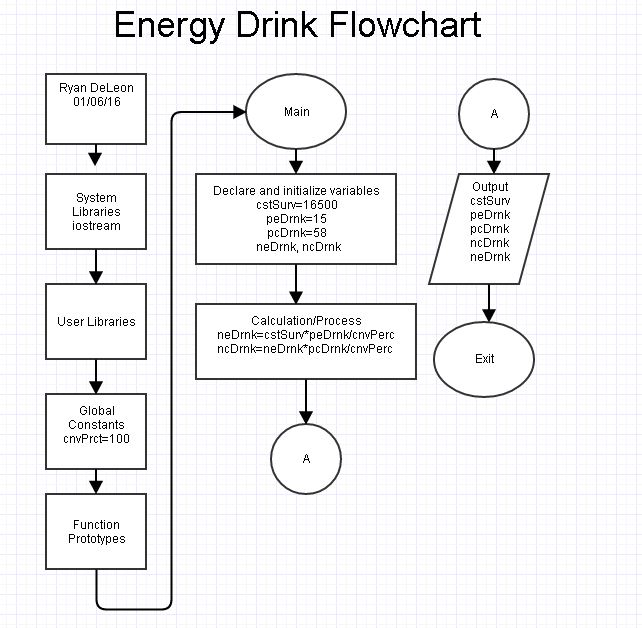 Energy Drink Flowchart
Ryan DeLeon
01/06/16
System
Libraries
iostream
User Libraries
Global
Constants
cnvPrct=100
Function
Prototypes
Main
Declare and initialize variables
cstSurv=16500
peDrnk=15
pcDrnk=58
neDrnk, ncDrnk
Calculation/Process
neDrnk=cstSurv*peDrnk/cnvPerc
ncDrnk=neDrnk*pcDrnk/cnvPerc
A
A
Output
cstSurv
peDrnk
pcDrnk
ncDrnk
neDrnk
Exit